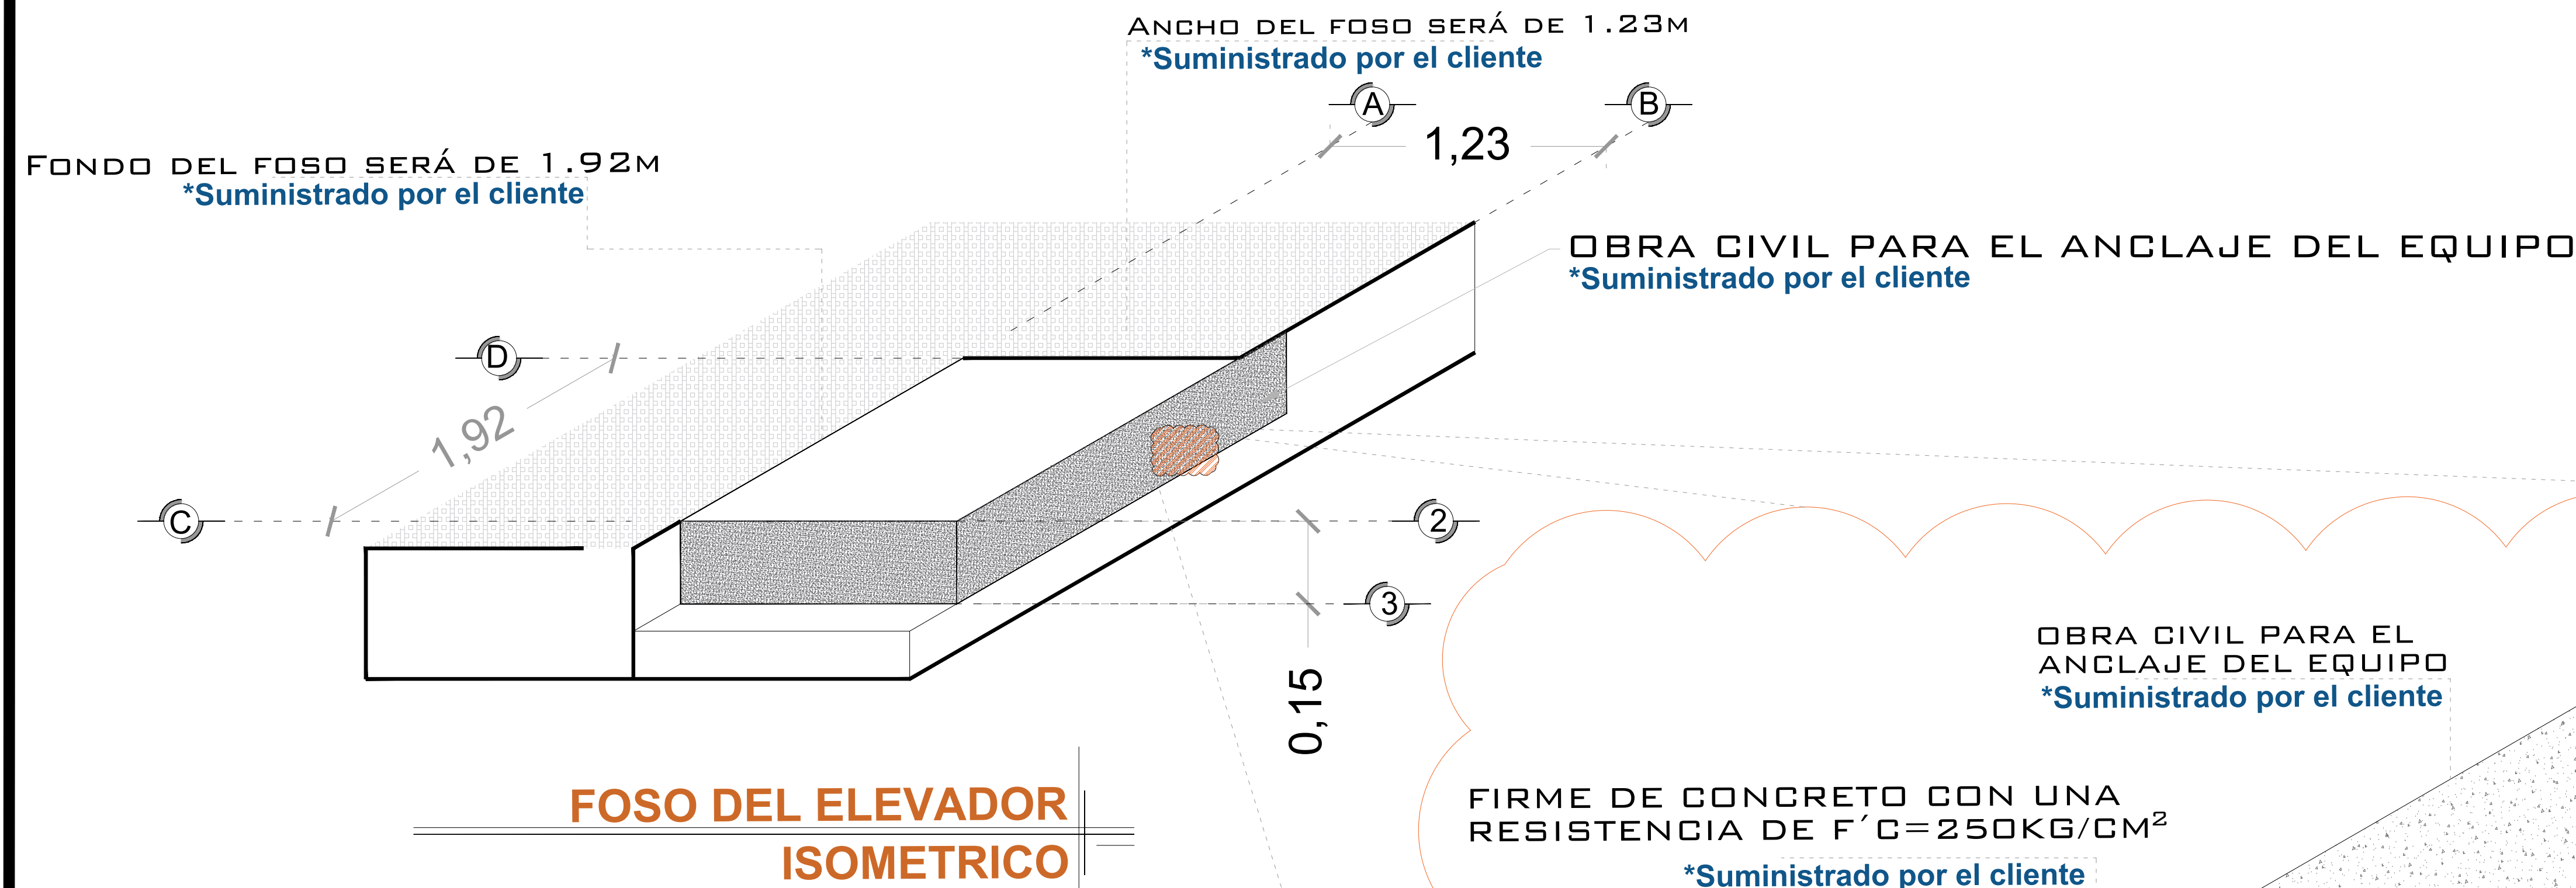 ANCHO DEL FOSO SERÁ DE 1.23M
*Suministrado por el cliente
A
B
1,23
FONDO DEL FOSO SERÁ DE 1.92M
*Suministrado por el cliente
OBRA CIVIL PARA EL ANCLAJE DEL EQUIPO
*Suministrado por el cliente
D
1,92
C
2
3
0,15
OBRA CIVIL PARA EL
ANCLAJE DEL EQUIPO
*Suministrado por el cliente
FOSO DEL ELEVADOR
ISOMETRICO
FIRME DE CONCRETO CON UNA
RESISTENCIA DE F´C=250KG/CM²
*Suministrado por el cliente